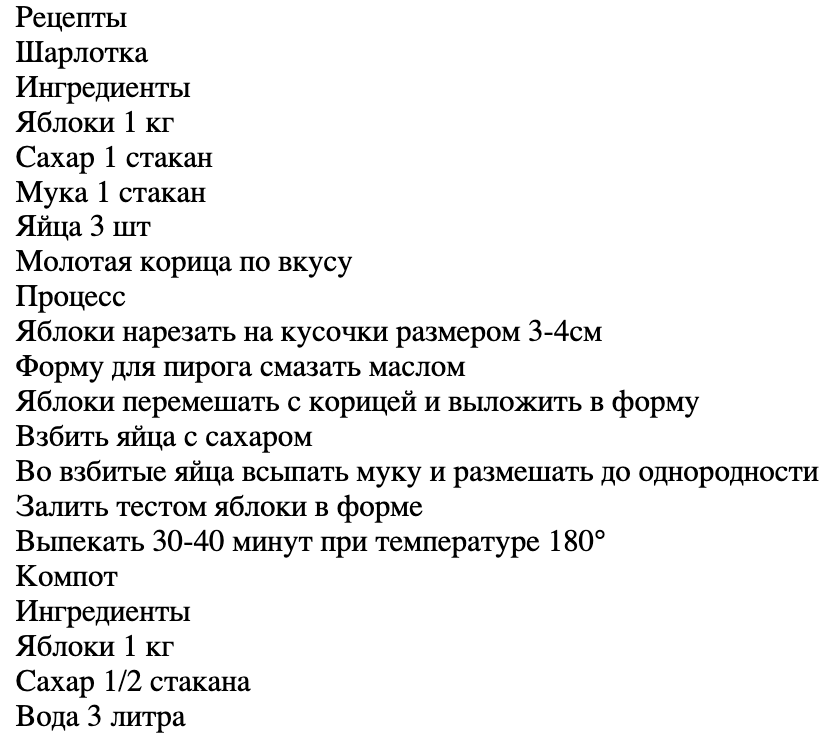 Рецепты
Шарлотка
Ингредиенты
Яблоки 1 кг
Сахар 1 стакан
Мука 1 стакан
Яйца 3 шт
Молотая корица по вкусу
Процесс
Яблоки нарезать на кусочки размером 3-4см
Форму для пирога смазать маслом
Яблоки перемешать с корицей и выложить в форму
Взбить яйца с сахаром
Во взбитые яйца всыпать муку и размешать до однородности
Залить тестом яблоки в форме
Выпекать 30-40 минут при температуре 180°
Компот
Ингредиенты
Яблоки 1 кг
Сахар 1/2 стакана
Вода 3 литра